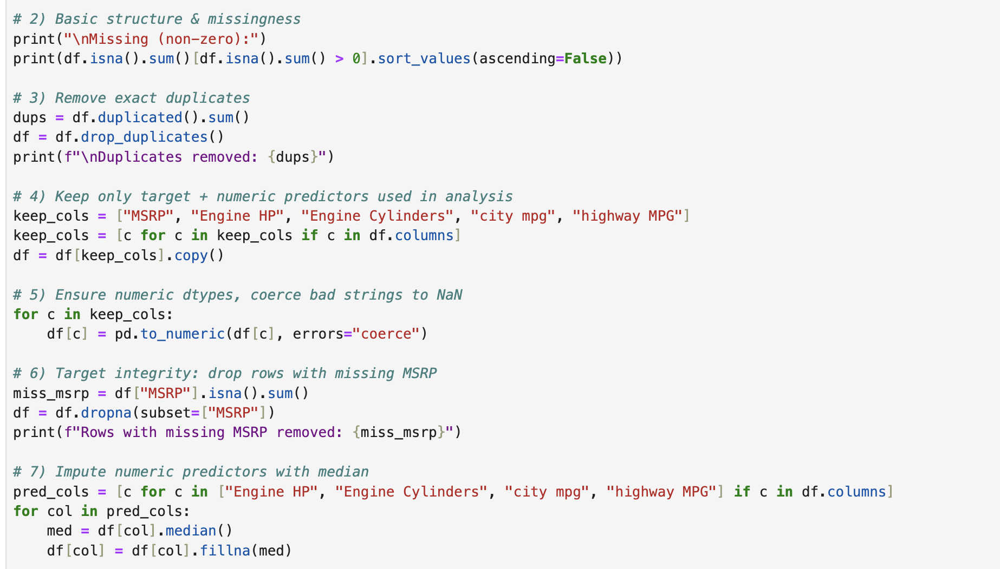 # 2) Basic structure & missingness
print("\nMissing (non-zero):")
print(df.isna().sum()[df.isna().sum() > 0].sort_values(ascending=False))
# 3) Remove exact duplicates
dups = df.duplicated().sum()
df = df.drop_duplicates()
print(f"\nDuplicates removed: {dups}")
# 4) Keep only target + numeric predictors used in analysis
keep_cols = ["MSRP", "Engine HP", "Engine Cylinders", "city mpg", "highway MPG"]
keep_cols = [c for c in keep_cols if c in df.columns]
df = df[keep_cols].copy()
# 5) Ensure numeric dtypes, coerce bad strings to NaN
for c in keep_cols:
    df[c] = pd.to_numeric(df[c], errors="coerce")
# 6) Target integrity: drop rows with missing MSRP
miss_msrp = df["MSRP"].isna().sum()
df = df.dropna(subset=["MSRP"])
print(f"Rows with missing MSRP removed: {miss_msrp}")
# 7) Impute numeric predictors with median
pred_cols = [c for c in ["Engine HP", "Engine Cylinders", "city mpg", "highway MPG"] if c in df.columns]
for col in pred_cols:
    med = df[col].median()
    df[col] = df[col].fillna(med)